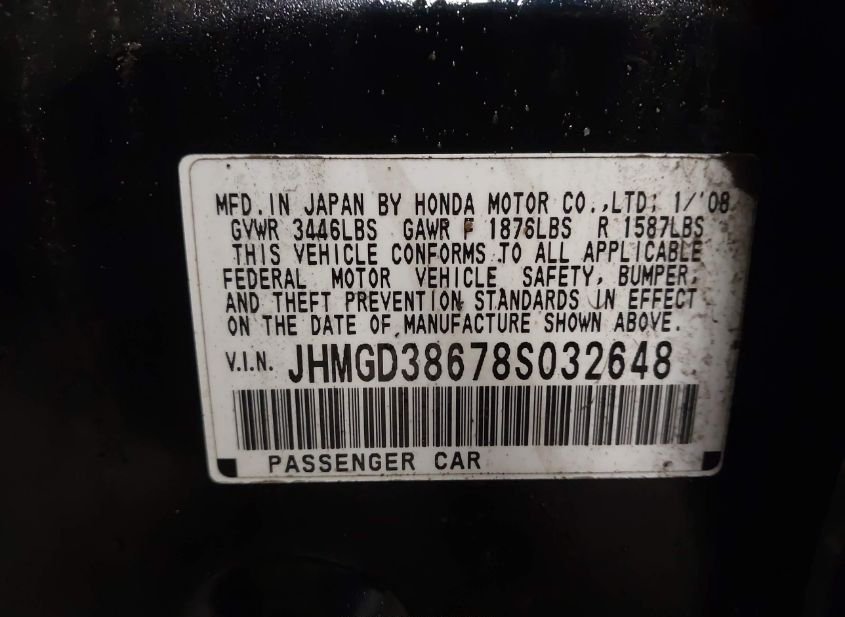 MFD. IN JAPAN BY HONDA MOTOR CO.,LTD; 1/'08
GVWR 3446LBS GAWR F 1876LBS R 1587LBS
THIS VEHICLE CONFORMS TO ALL APPLICABLE
FEDERAL MOTOR VEHICLE SAFETY, BUMPER,
AND THEFT PREVENTION STANDARDS IN EFFECT
ON THE DATE OF MANUFACTURE SHOWN ABOVE.
V.I.N. JHMGD38678S032648
PASSENGER CAR